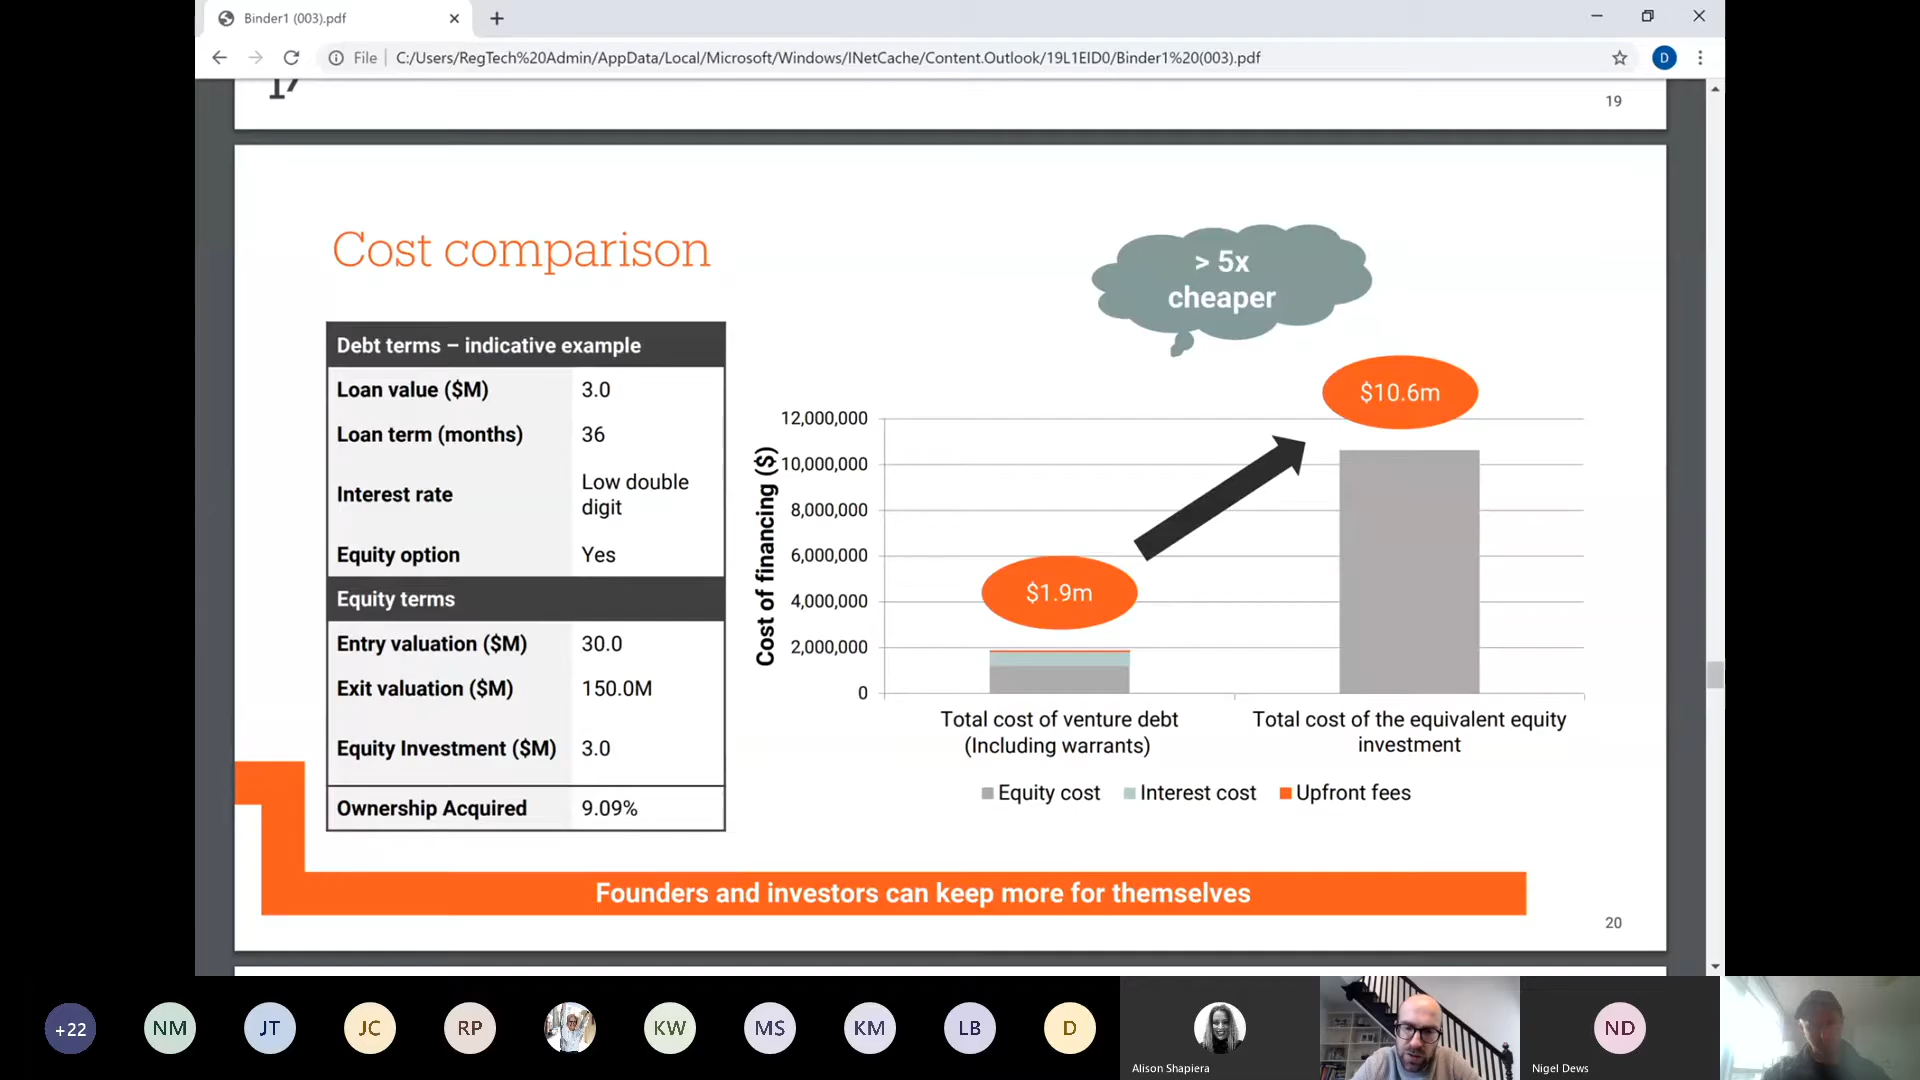 Binder1 (003).pdf
File
C:/Users/RegTech%20Admin/AppData/Local/Microsoft/Windows/INetCache/Content.Outlook/19L1EID0/Binder1%20(003).pdf
D
19
Cost comparison
> 5x
cheaper
Debt terms – indicative example
Loan value ($M) 3.0
Loan term (months) 36
Interest rate Low double
digit
Equity option Yes
Equity terms
Entry valuation ($M) 30.0
Exit valuation ($M) 150.0M
Equity Investment ($M) 3.0
Ownership Acquired 9.09%
$10.6m
$1.9m
Cost of financing ($)
12,000,000
10,000,000
8,000,000
6,000,000
4,000,000
2,000,000
0
Total cost of venture debt
(Including warrants)
Total cost of the equivalent equity
investment
Equity cost Interest cost Upfront fees
Founders and investors can keep more for themselves
20
+22
NM
JT
JC
RP
KW
MS
KM
LB
D
Alison Shapiera
ND
Nigel Dews